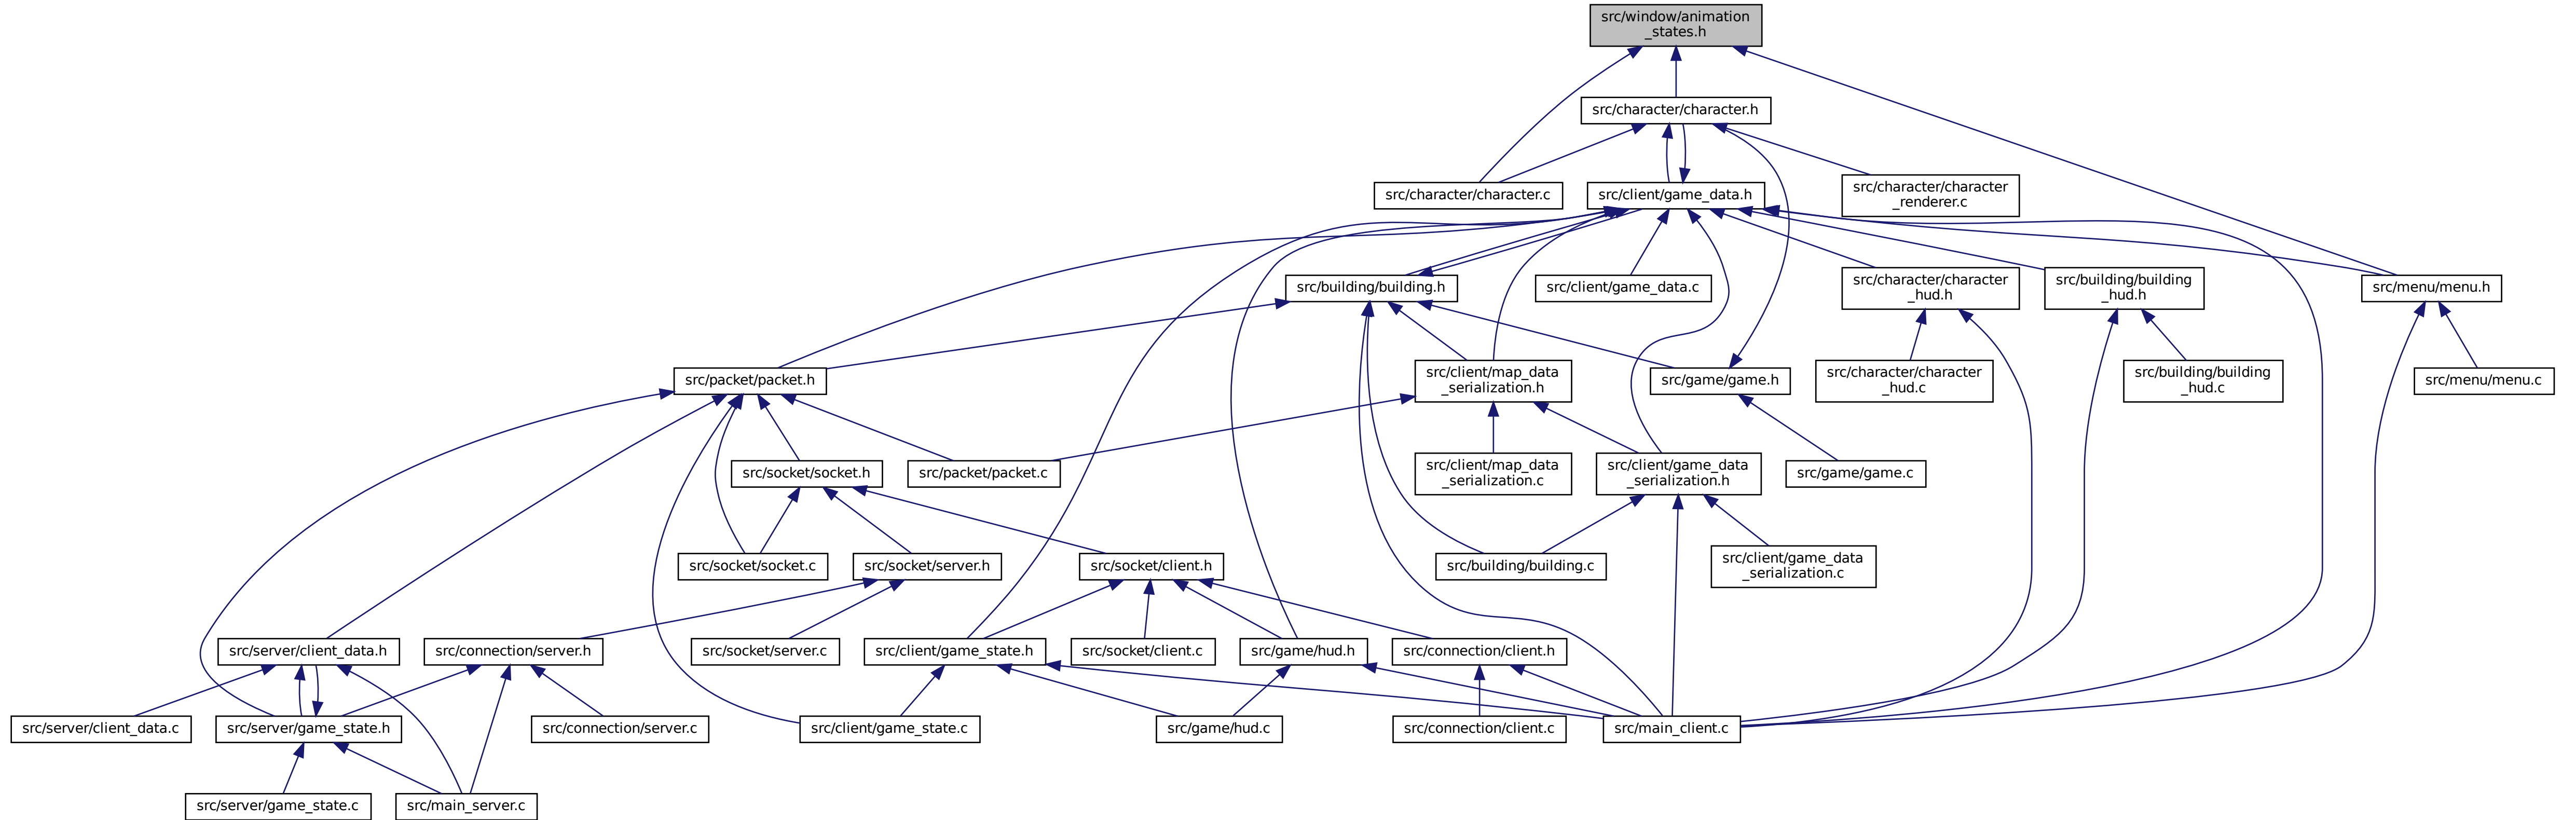 src/window/animation
_states.h
src/character/character.h
src/character/character.c
src/client/game_data.h
src/character/character
_renderer.c
src/building/building.h
src/client/game_data.c
src/character/character
_hud.h
src/building/building
_hud.h
src/menu/menu.h
src/packet/packet.h
src/client/map_data
_serialization.h
src/game/game.h
src/character/character
_hud.c
src/building/building
_hud.c
src/menu/menu.c
src/socket/socket.h
src/packet/packet.c
src/client/map_data
_serialization.c
src/client/game_data
_serialization.h
src/game/game.c
src/socket/socket.c
src/socket/server.h
src/socket/client.h
src/building/building.c
src/client/game_data
_serialization.c
src/server/client_data.h
src/connection/server.h
src/socket/server.c
src/client/game_state.h
src/socket/client.c
src/game/hud.h
src/connection/client.h
src/server/client_data.c
src/server/game_state.h
src/connection/server.c
src/client/game_state.c
src/game/hud.c
src/connection/client.c
src/main_client.c
src/server/game_state.c
src/main_server.c